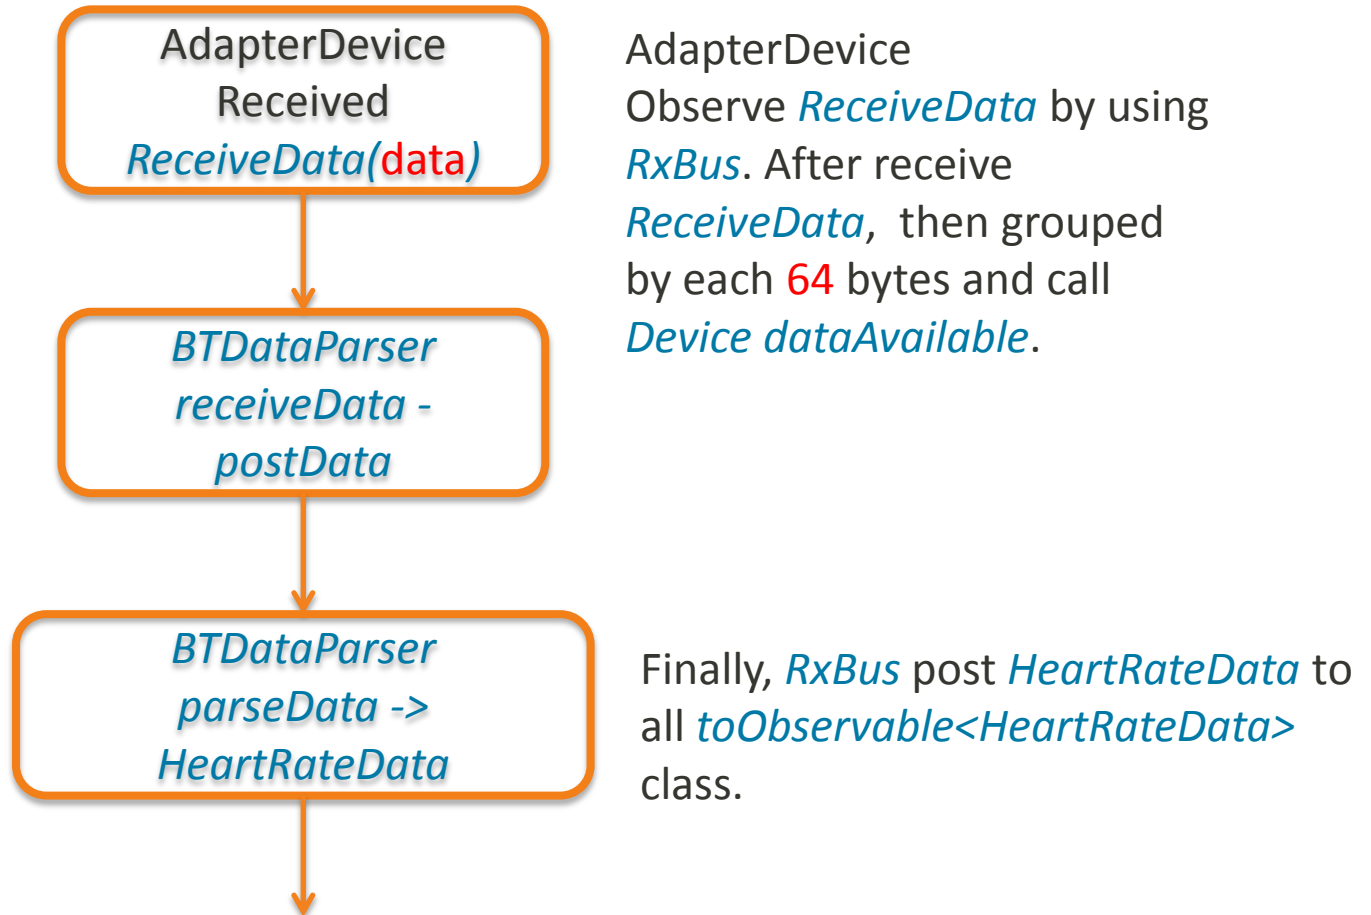 AdapterDevice
Received
ReceiveData(data)
AdapterDevice
Observe ReceiveData by using
RxBus. After receive
ReceiveData,  then grouped
by each 64 bytes and call
Device dataAvailable.
BTDataParser
receiveData -
postData
BTDataParser
parseData ->
HeartRateData
Finally, RxBus post HeartRateData to
all toObservable<HeartRateData>
class.